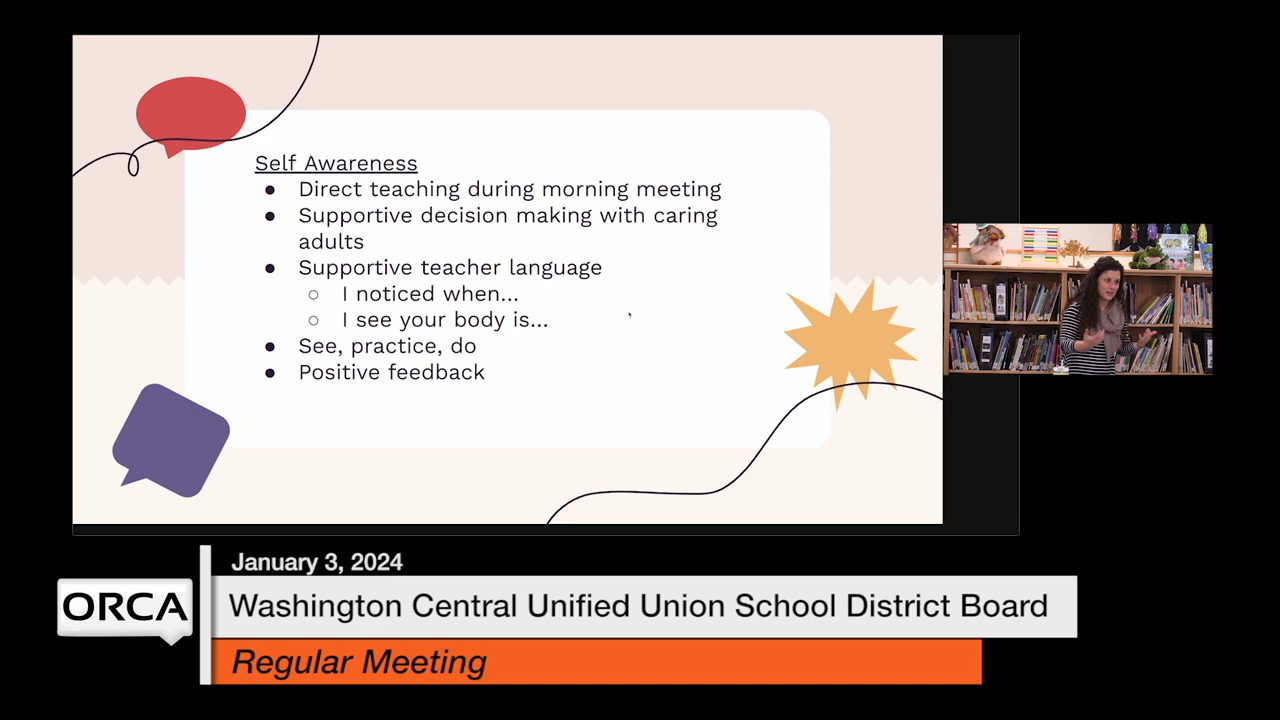 Self Awareness
● Direct teaching during morning meeting
● Supportive decision making with caring
adults
● Supportive teacher language
○ I noticed when...
○ I see your body is...
● See, practice, do
● Positive feedback
January 3, 2024
ORCA
Washington Central Unified Union School District Board
Regular Meeting